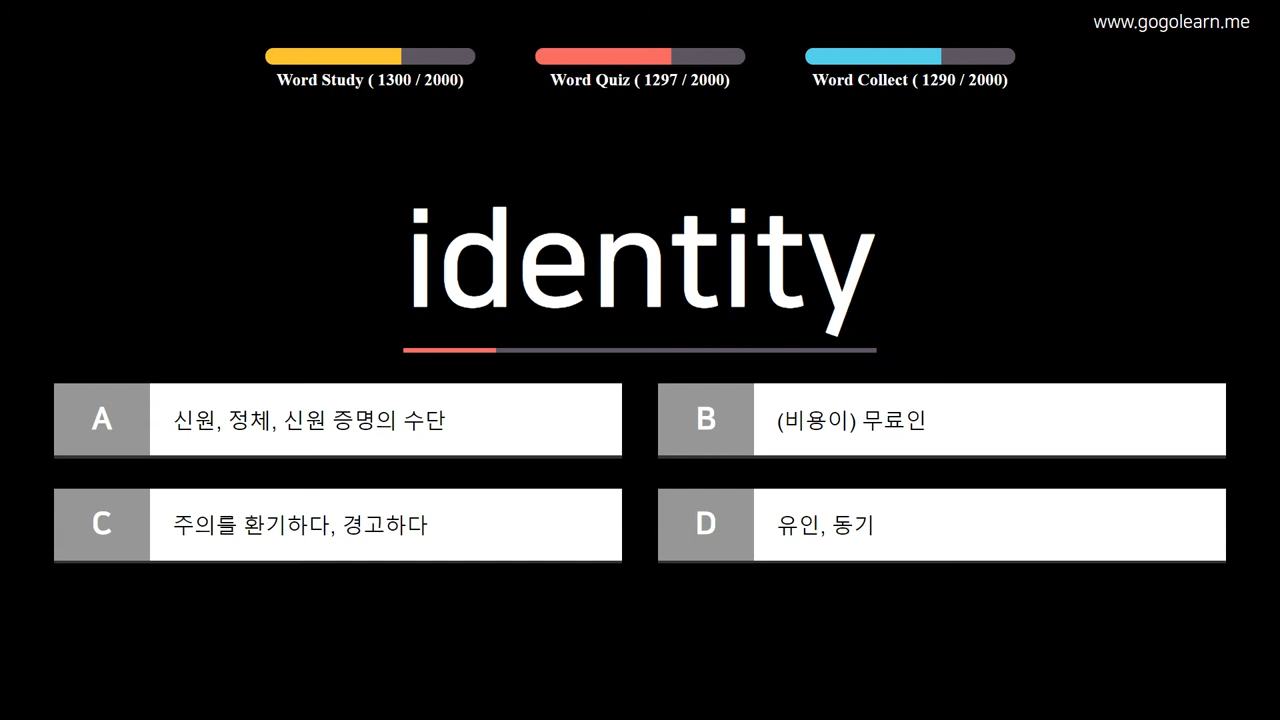 www.gogolearn.me
Word Study ( 1300 / 2000)
Word Quiz ( 1297 / 2000)
Word Collect ( 1290 / 2000)
identity
A 신원, 정체, 신원 증명의 수단
B (비용이) 무료인
C 주의를 환기하다, 경고하다
D 유인, 동기